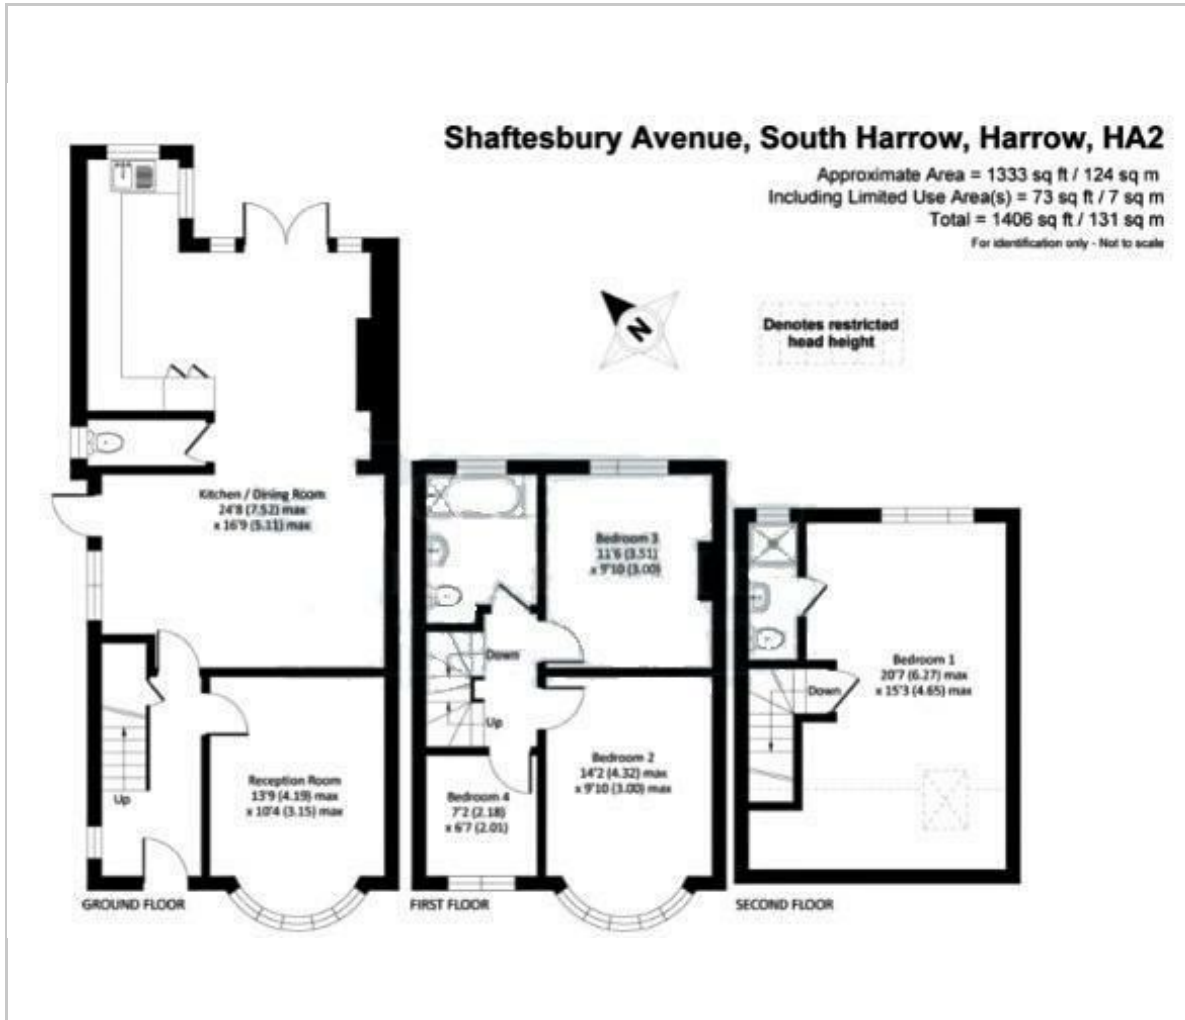 Shaftesbury Avenue, South Harrow, Harrow, HA2
Approximate Area = 1333 sq ft / 124 sq m
Including Limited Use Area(s) = 73 sq ft / 7 sq m
Total = 1406 sq ft / 131 sq m
For identification only - Not to scale
N
Denotes restricted
head height
Kitchen / Dining Room
24'8 (7.52) max
x 16'9 (5.11) max
Reception Room
13'9 (4.19) max
x 10'4 (3.15) max
Up
GROUND FLOOR
Bedroom 3
11'6 (3.51)
x 9'10 (3.00)
Down
Up
Bedroom 2
14'2 (4.32) max
x 9'10 (3.00) max
Bedroom 4
7'2 (2.18)
x 6'7 (2.01)
FIRST FLOOR
Bedroom 1
20'7 (6.27) max
x 15'3 (4.65) max
Down
SECOND FLOOR